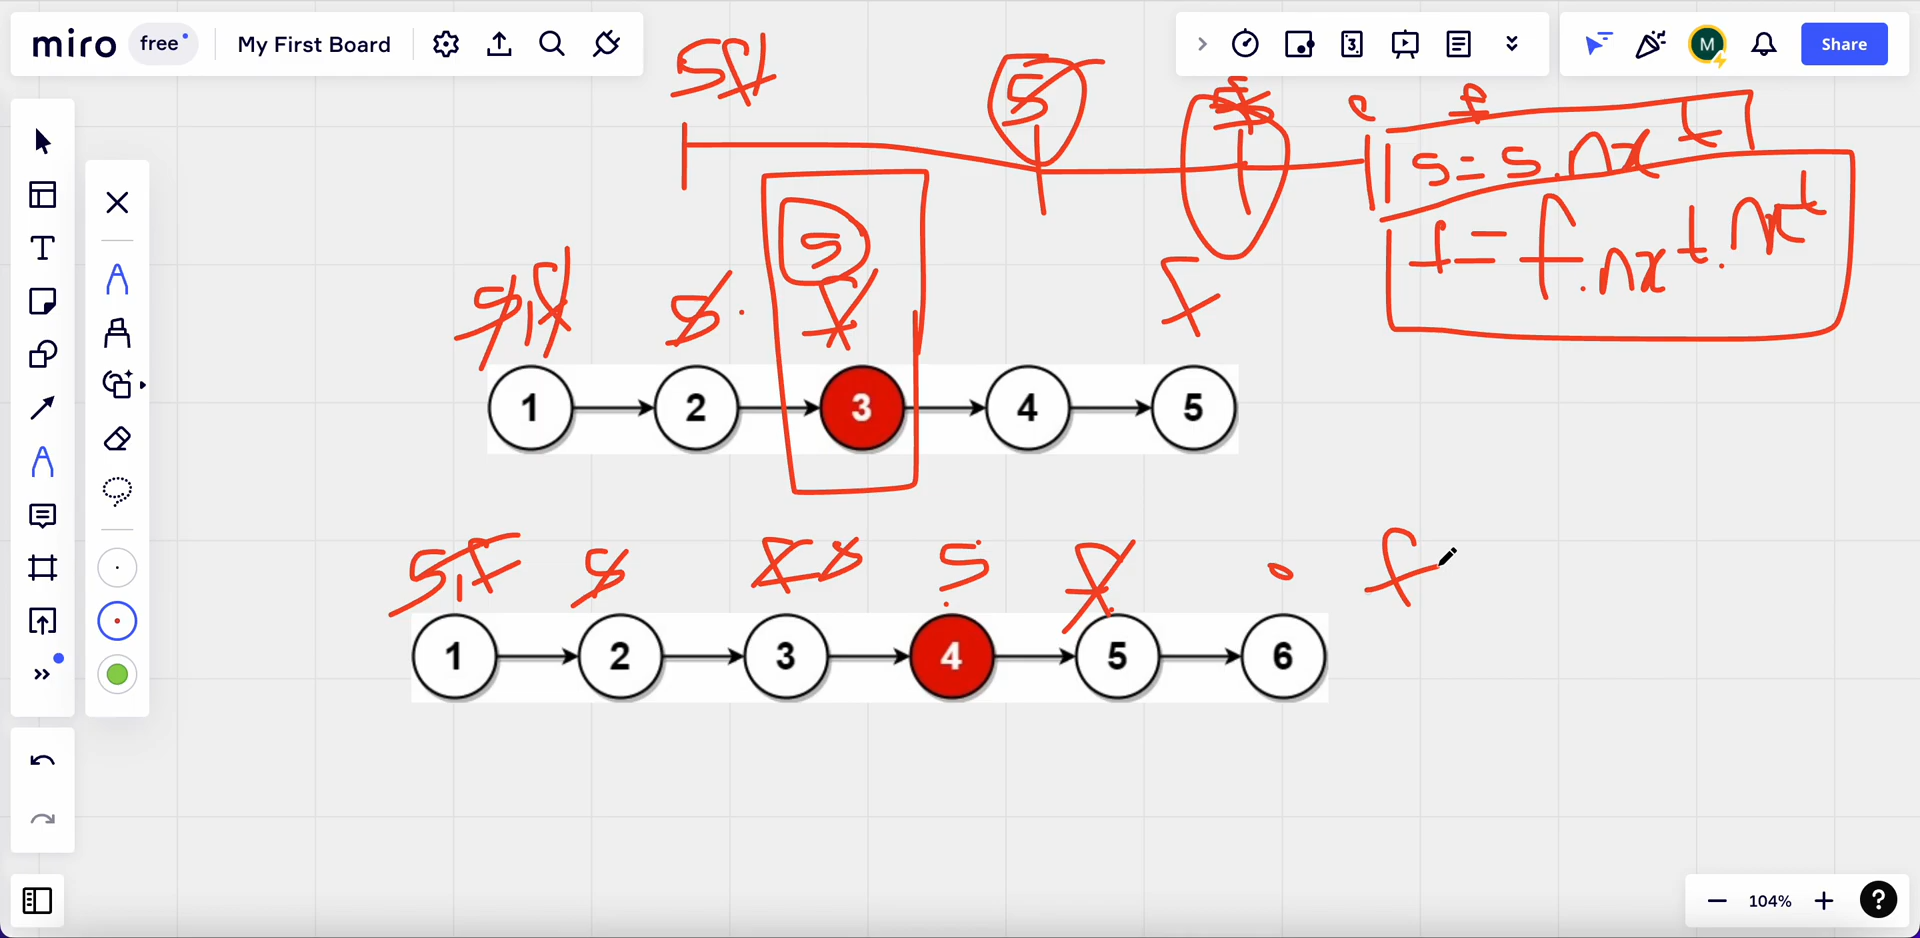 miro free My First Board
3
Share
M
s f
s
s = s.nxt
f = f.nxt.nxt
s, f s s f
f
1 2 3 4 5
s, f s f s s f f
1 2 3 4 5 6
T
104%
?